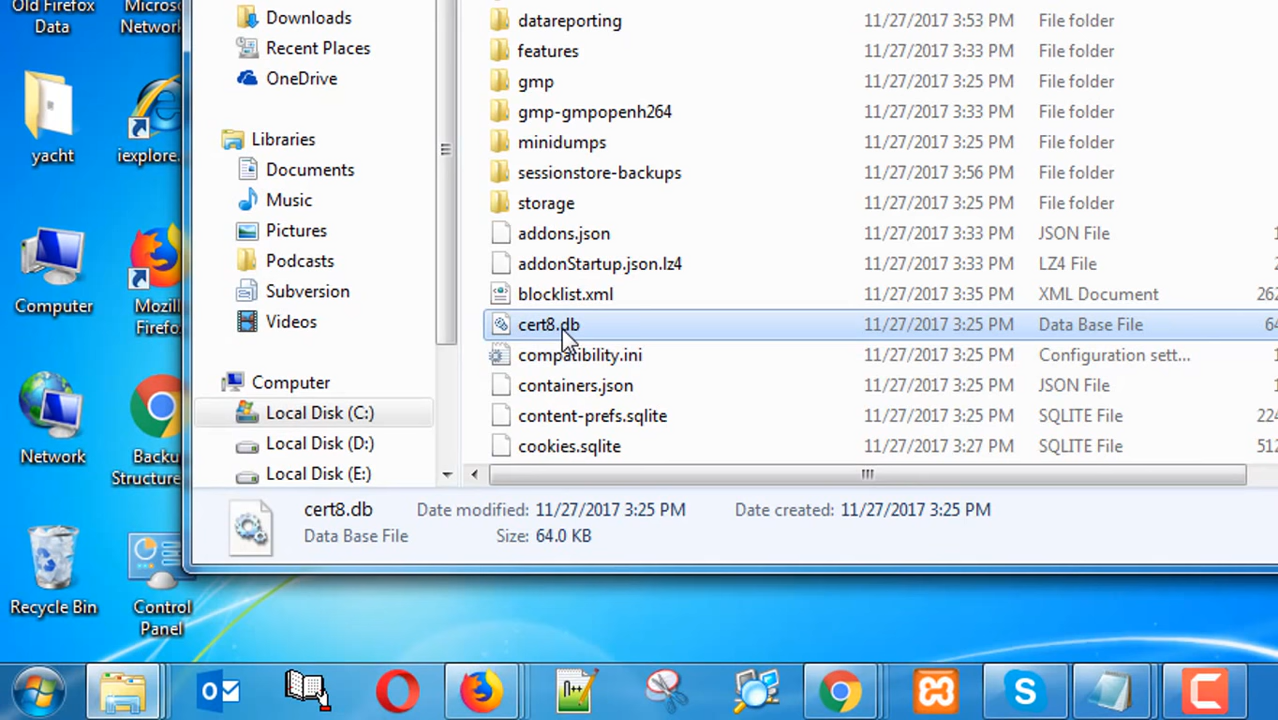 Old Firefox
Data
Microso
Network
yacht
iexplore.
Computer
Mozil
Firefo
Network
Backu
Structure
Recycle Bin
Control
Panel
Downloads
Recent Places
OneDrive
Libraries
Documents
Music
Pictures
Podcasts
Subversion
Videos
Computer
Local Disk (C:)
Local Disk (D:)
Local Disk (E:)
datareporting 11/27/2017 3:53 PM File folder
features 11/27/2017 3:33 PM File folder
gmp 11/27/2017 3:25 PM File folder
gmp-gmpopenh264 11/27/2017 3:33 PM File folder
minidumps 11/27/2017 3:25 PM File folder
sessionstore-backups 11/27/2017 3:56 PM File folder
storage 11/27/2017 3:25 PM File folder
addons.json 11/27/2017 3:33 PM JSON File 1
addonStartup.json.lz4 11/27/2017 3:33 PM LZ4 File 2
blocklist.xml 11/27/2017 3:35 PM XML Document 262
cert8.db 11/27/2017 3:25 PM Data Base File 64
compatibility.ini 11/27/2017 3:25 PM Configuration sett... 1
containers.json 11/27/2017 3:25 PM JSON File 1
content-prefs.sqlite 11/27/2017 3:25 PM SQLITE File 224
cookies.sqlite 11/27/2017 3:27 PM SQLITE File 512
cert8.db Date modified: 11/27/2017 3:25 PM Date created: 11/27/2017 3:25 PM
Data Base File Size: 64.0 KB